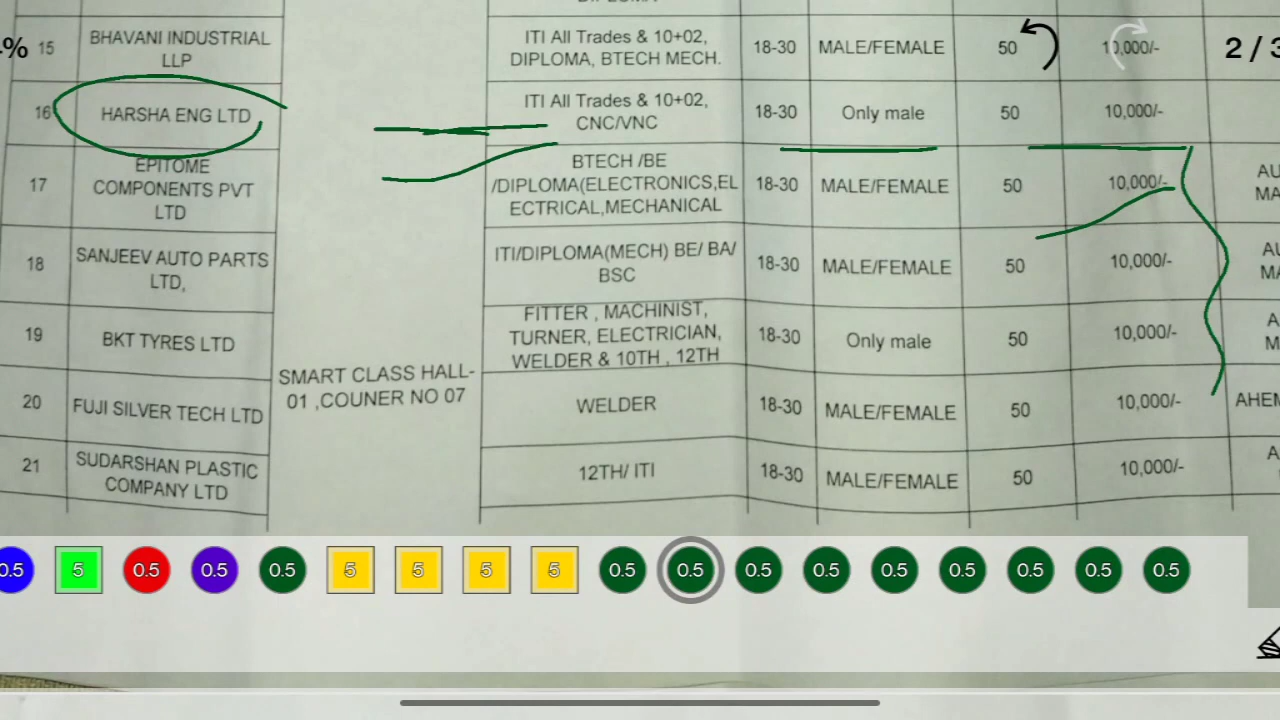 DIPLOMA
15 BHAVANI INDUSTRIAL LLP ITI All Trades & 10+02, DIPLOMA, BTECH MECH. 18-30 MALE/FEMALE 50 10,000/-
% 2 / 3
16 HARSHA ENG LTD ITI All Trades & 10+02, CNC/VNC 18-30 Only male 50 10,000/-
17 EPITOME COMPONENTS PVT LTD BTECH /BE /DIPLOMA(ELECTRONICS,EL ECTRICAL,MECHANICAL 18-30 MALE/FEMALE 50 10,000/- AU MA
18 SANJEEV AUTO PARTS LTD, ITI/DIPLOMA(MECH) BE/ BA/ BSC 18-30 MALE/FEMALE 50 10,000/- AU MA
19 BKT TYRES LTD FITTER , MACHINIST, TURNER, ELECTRICIAN, WELDER & 10TH , 12TH 18-30 Only male 50 10,000/- A M
SMART CLASS HALL-
01 ,COUNER NO 07
20 FUJI SILVER TECH LTD WELDER 18-30 MALE/FEMALE 50 10,000/- AHEM
21 SUDARSHAN PLASTIC COMPANY LTD 12TH/ ITI 18-30 MALE/FEMALE 50 10,000/- A
0.5 5 0.5 0.5 0.5 5 5 5 5 0.5 0.5 0.5 0.5 0.5 0.5 0.5 0.5 0.5